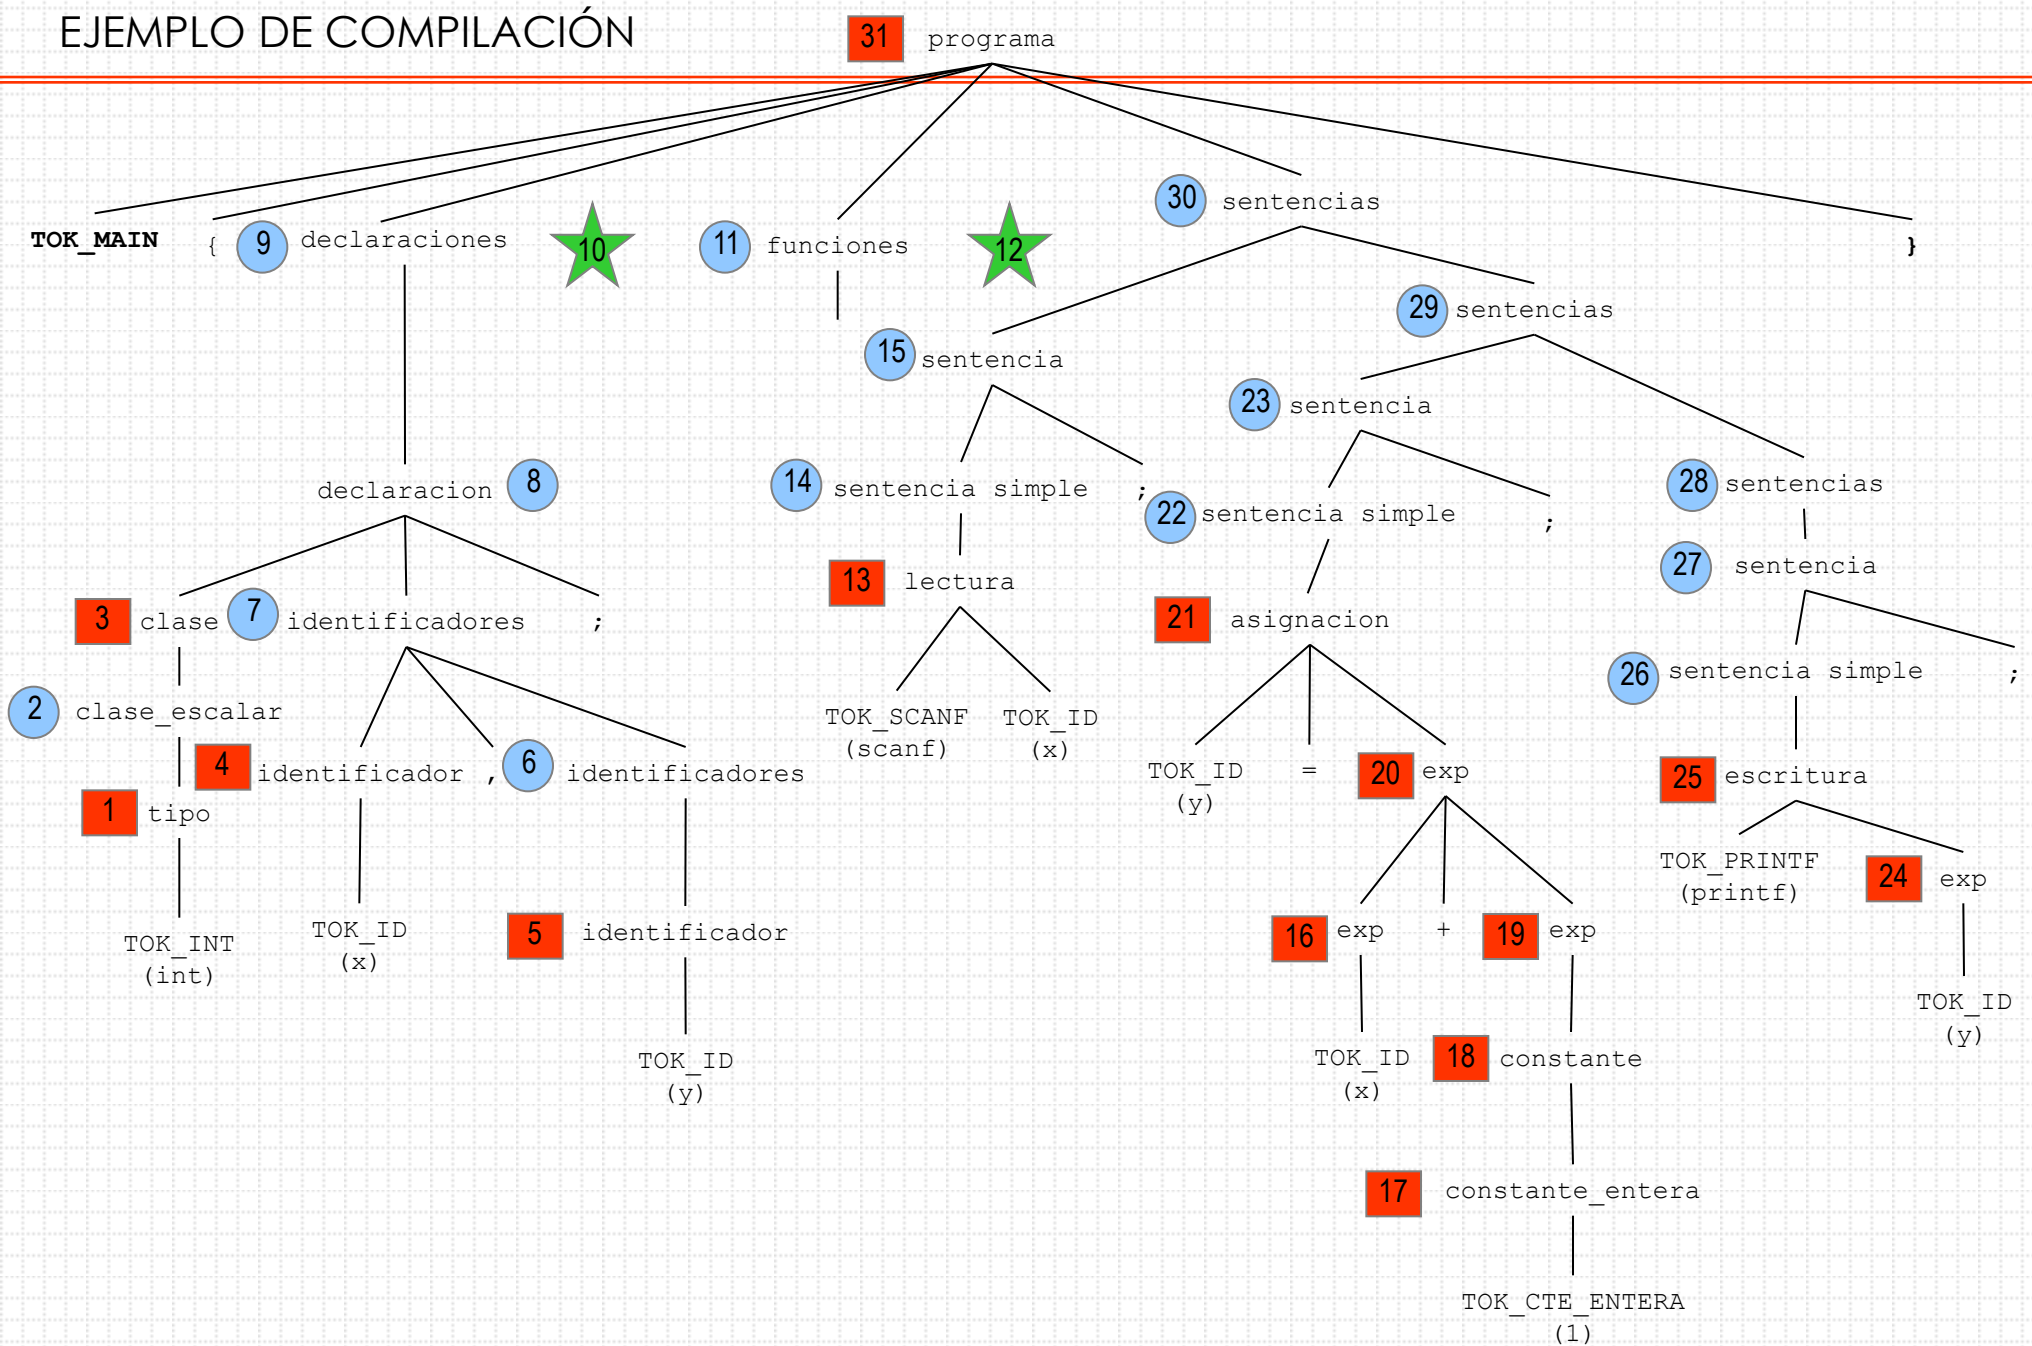 EJEMPLO DE COMPILACIÓN
31 programa
30 sentencias
TOK_MAIN { 9 declaraciones 10 11 funciones 12 }
29 sentencias
15 sentencia
23 sentencia
declaracion 8
14 sentencia simple ;
28 sentencias
22 sentencia simple ;
27 sentencia
13 lectura
3 clase 7 identificadores ;
21 asignacion
26 sentencia simple ;
2 clase_escalar
TOK_SCANF TOK_ID
(scanf) (x)
4 identificador , 6 identificadores
TOK_ID = 20 exp
(y)
25 escritura
1 tipo
TOK_PRINTF
(printf)
24 exp
TOK_INT
(int)
TOK_ID
(x)
5 identificador
16 exp + 19 exp
TOK_ID
(y)
TOK_ID
(y)
TOK_ID
(x)
18 constante
17 constante_entera
TOK_CTE_ENTERA
(1)